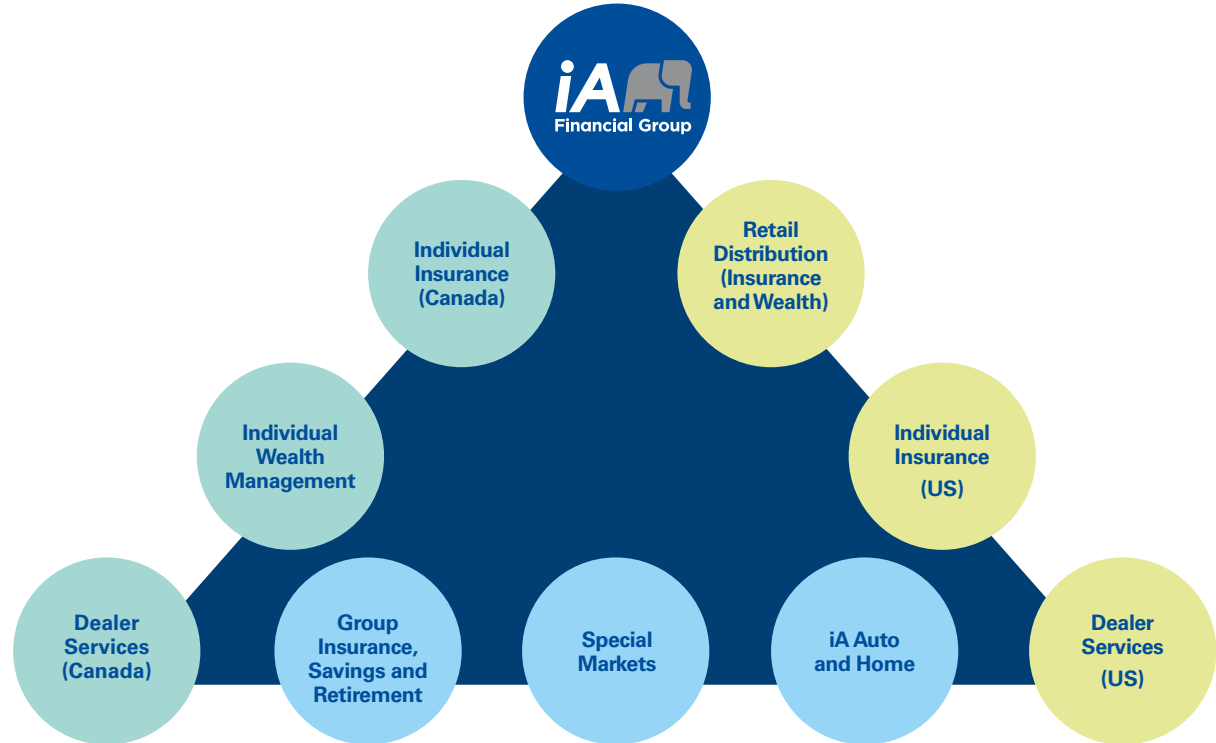 iA
Financial Group
Individual
Insurance
(Canada)
Retail
Distribution
(Insurance
and Wealth)
Individual
Wealth
Management
Individual
Insurance
(US)
Dealer
Services
(Canada)
Group
Insurance,
Savings and
Retirement
Special
Markets
iA Auto
and Home
Dealer
Services
(US)